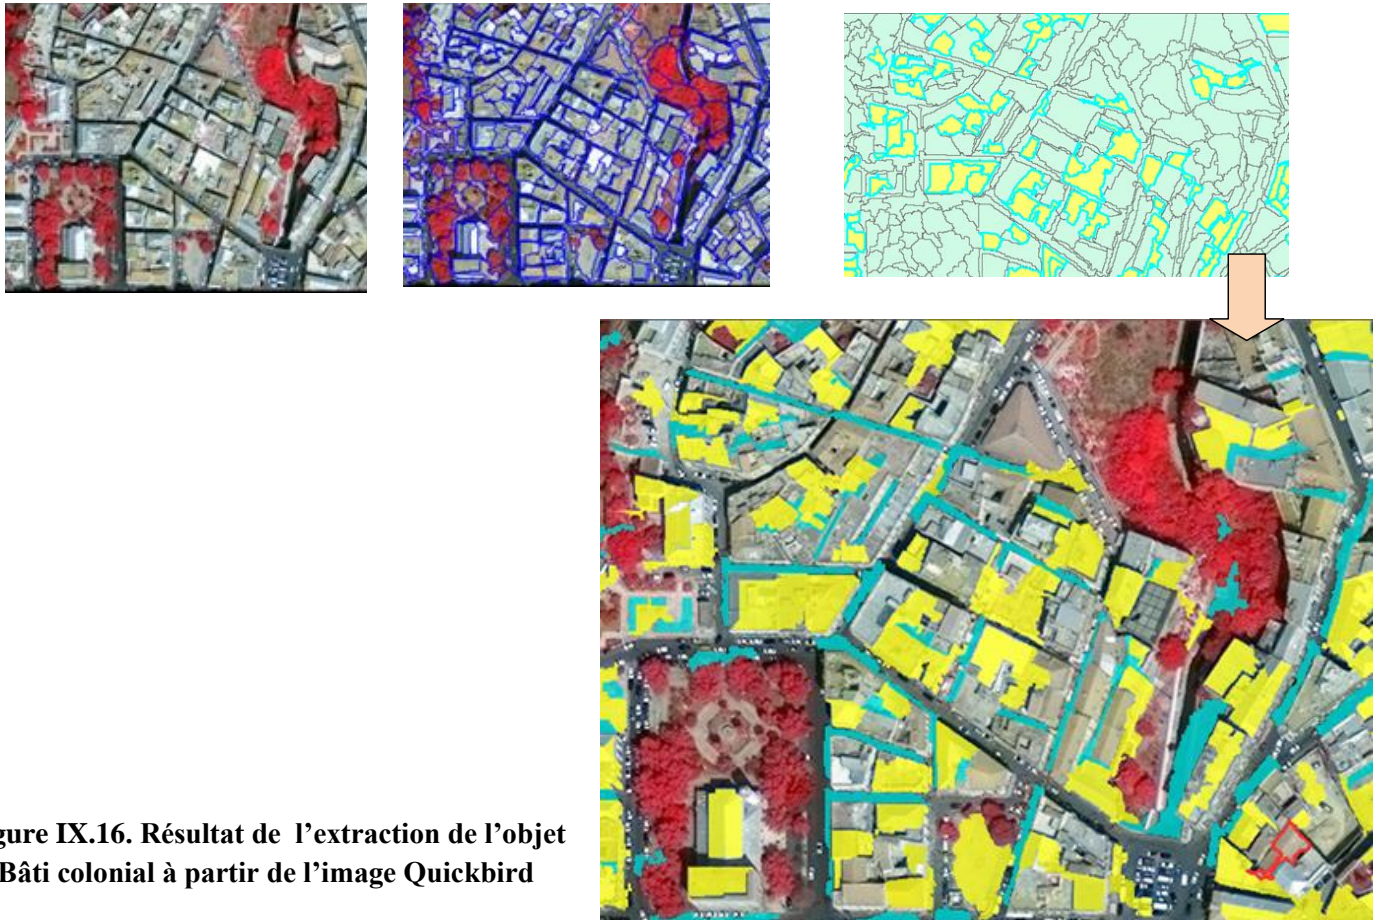 gure IX.16. Résultat de l’extraction de l’objet
Bâti colonial à partir de l’image Quickbird